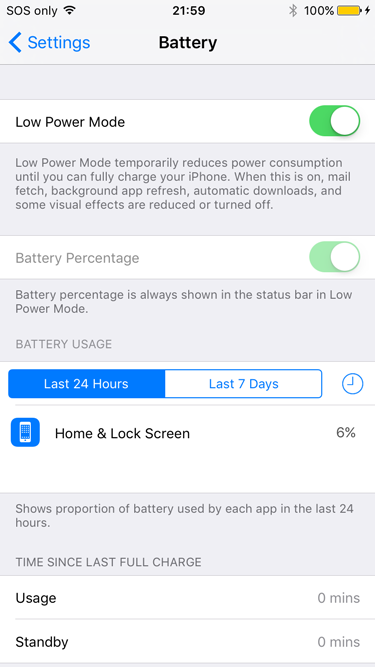 SOS only 21:59 100%
Settings Battery
Low Power Mode
Low Power Mode temporarily reduces power consumption
until you can fully charge your iPhone. When this is on, mail
fetch, background app refresh, automatic downloads, and
some visual effects are reduced or turned off.
Battery Percentage
Battery percentage is always shown in the status bar in Low
Power Mode.
BATTERY USAGE
Last 24 Hours Last 7 Days
Home & Lock Screen 6%
Shows proportion of battery used by each app in the last 24
hours.
TIME SINCE LAST FULL CHARGE
Usage 0 mins
Standby 0 mins